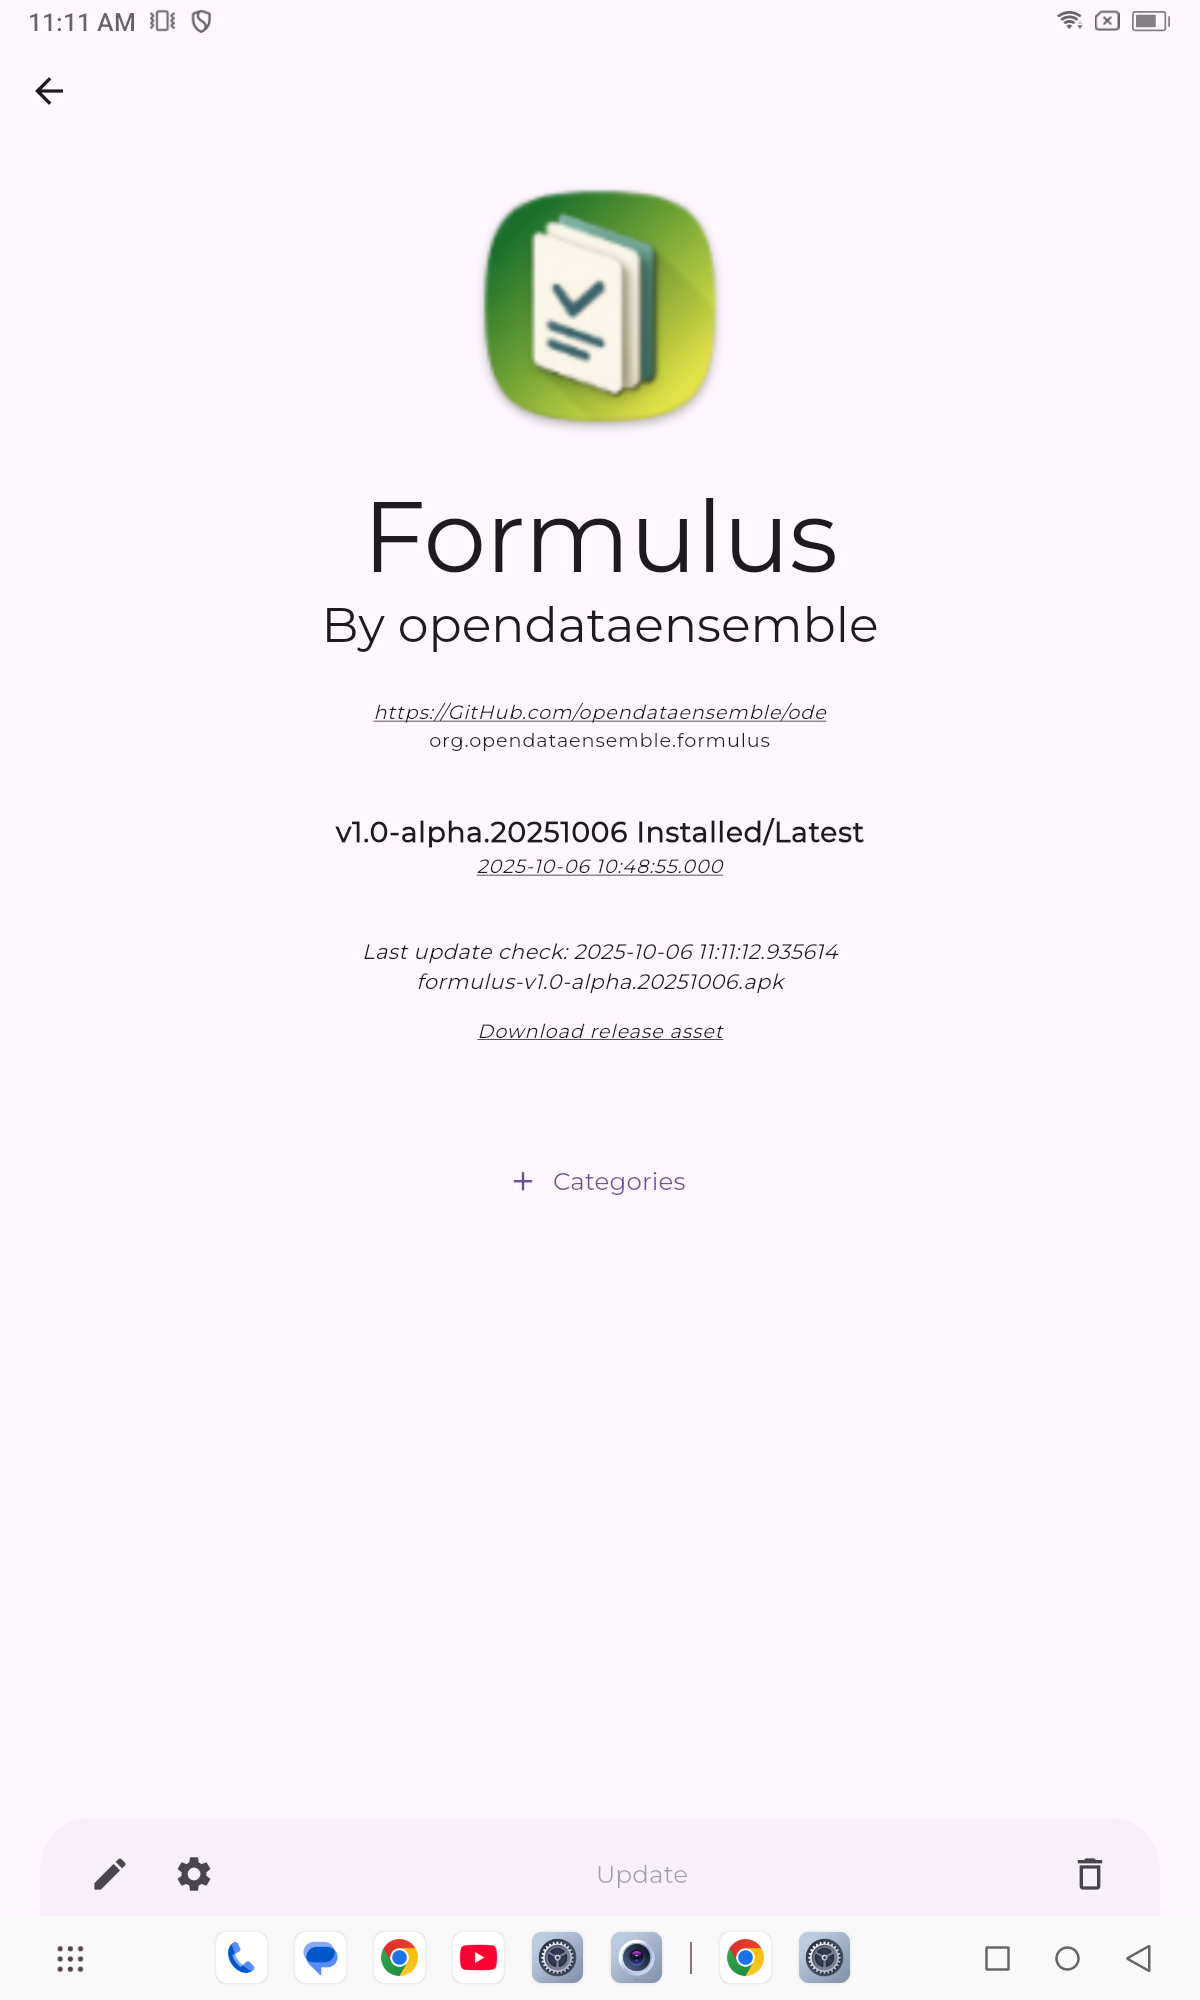 11:11 AM
Formulus
By opendataensemble
https://GitHub.com/opendataensemble/ode
org.opendataensemble.formulus
v1.0-alpha.20251006 Installed/Latest
2025-10-06 10:48:55.000
Last update check: 2025-10-06 11:11:12.935614
formulus-v1.0-alpha.20251006.apk
Download release asset
+ Categories
Update